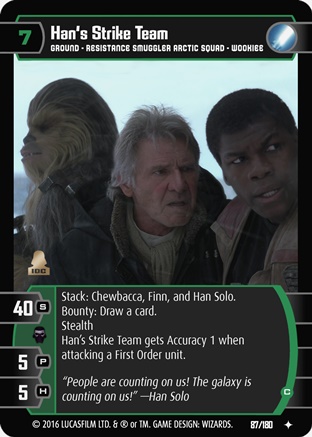 7
Han's Strike Team
GROUND - RESISTANCE SMUGGLER ARCTIC SQUAD - WOOKIEE
IDC
40 S
5 P
5 H
Stack: Chewbacca, Finn, and Han Solo.
Bounty: Draw a card.
Stealth
Han's Strike Team gets Accuracy 1 when
attacking a First Order unit.
“People are counting on us! The galaxy is
counting on us!” —Han Solo
C
© 2016 LUCASFILM LTD. & ® or TM. GAME DESIGN: WIZARDS.
87/180